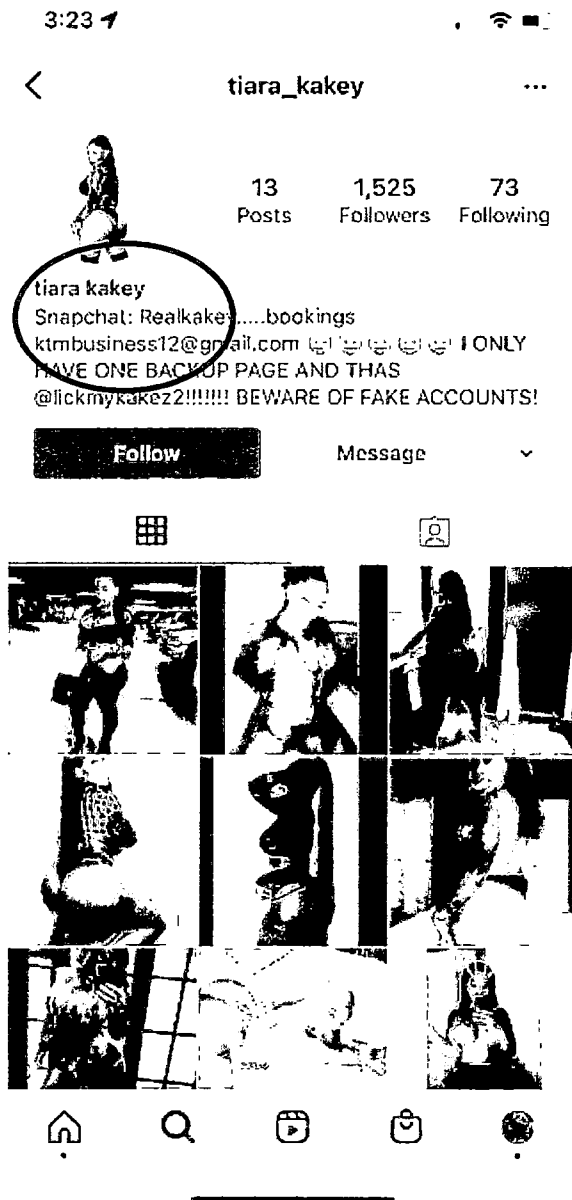 3:23
tiara_kakey
13
1,525
73
Posts
Followers
Following
tiara kakey
Snapchat: Realkakey.....bookings
ktmbusiness12@gmail.com 😂😂😂😂😂 I ONLY
HAVE ONE BACKUP PAGE AND THAS
@lickmykakez2!!!!!!! BEWARE OF FAKE ACCOUNTS!
Follow
Message